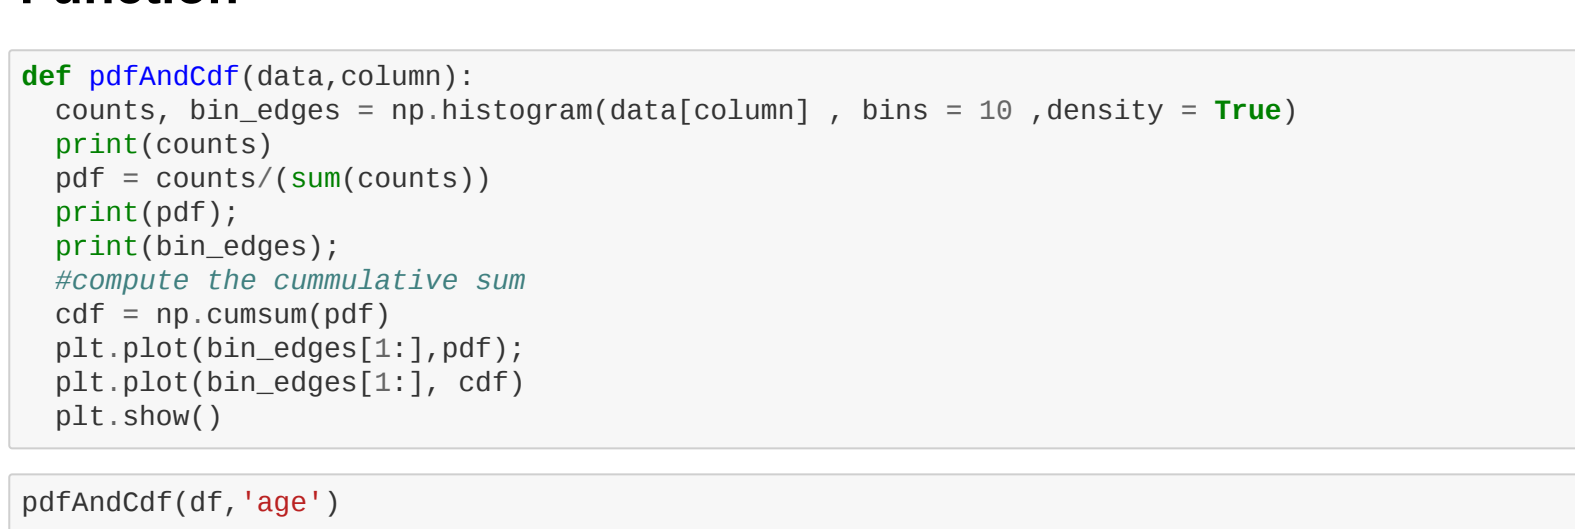 Function
def pdfAndCdf(data,column):
  counts, bin_edges = np.histogram(data[column] , bins = 10 ,density = True)
  print(counts)
  pdf = counts/(sum(counts))
  print(pdf);
  print(bin_edges);
  #compute the cummulative sum
  cdf = np.cumsum(pdf)
  plt.plot(bin_edges[1:],pdf);
  plt.plot(bin_edges[1:], cdf)
  plt.show()
pdfAndCdf(df,'age')